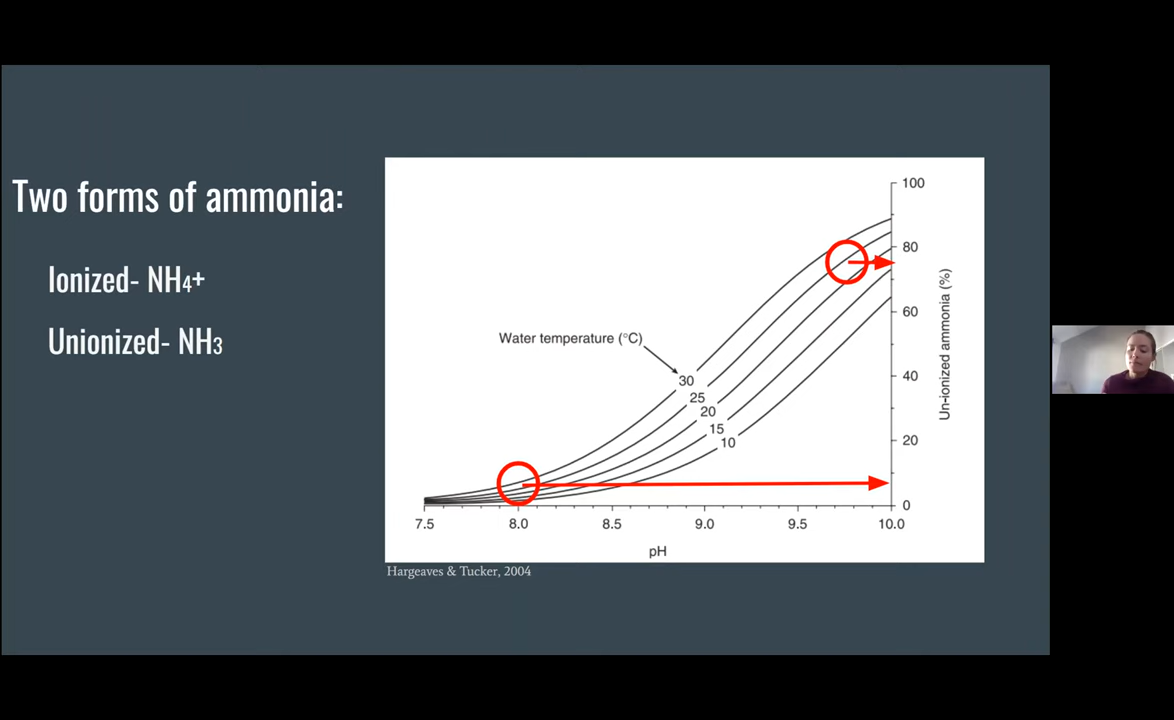 Two forms of ammonia:
Ionized- NH4+
Unionized- NH3
100
80
60
40
20
0
Un-ionized ammonia (%)
Water temperature (°C)
30
25
20
15
10
7.5 8.0 8.5 9.0 9.5 10.0
pH
Hargeaves & Tucker, 2004